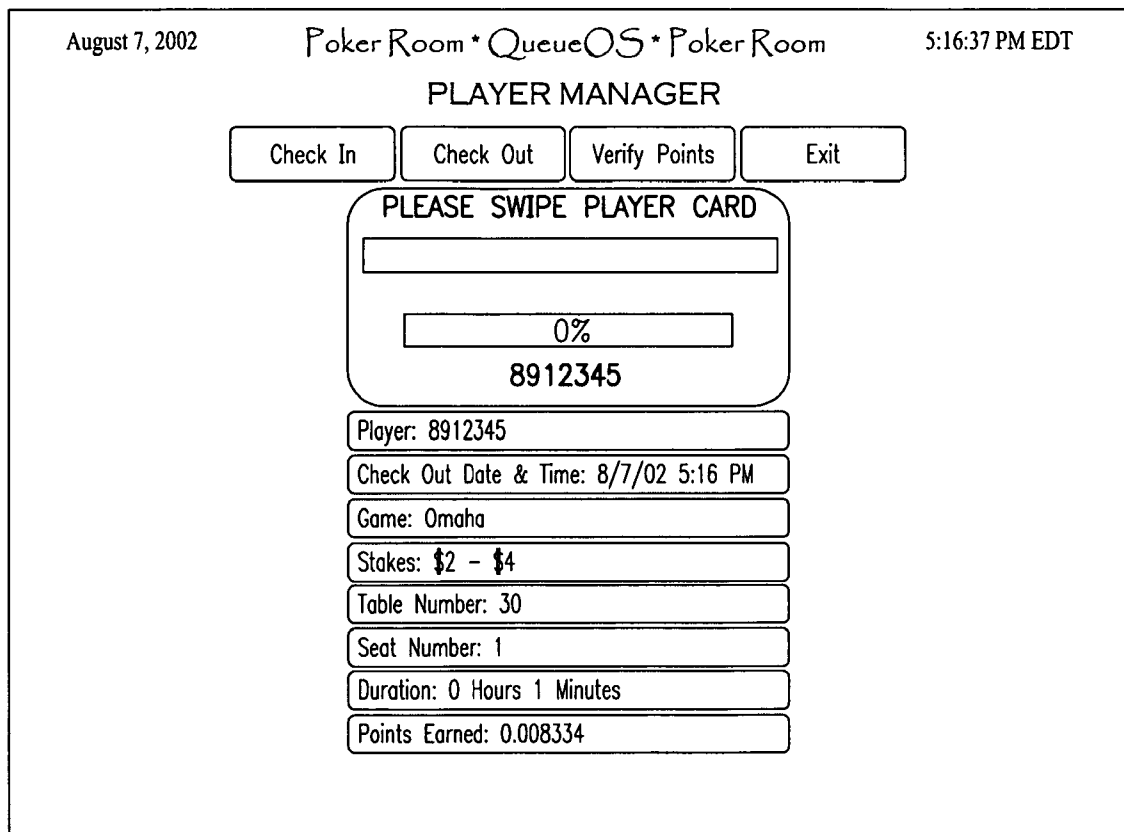 August 7, 2002 Poker Room * QueueOS * Poker Room 5:16:37 PM EDT
PLAYER MANAGER
Check In Check Out Verify Points Exit
PLEASE SWIPE PLAYER CARD
0%
8912345
Player: 8912345
Check Out Date & Time: 8/7/02 5:16 PM
Game: Omaha
Stakes: $2 – $4
Table Number: 30
Seat Number: 1
Duration: 0 Hours 1 Minutes
Points Earned: 0.008334